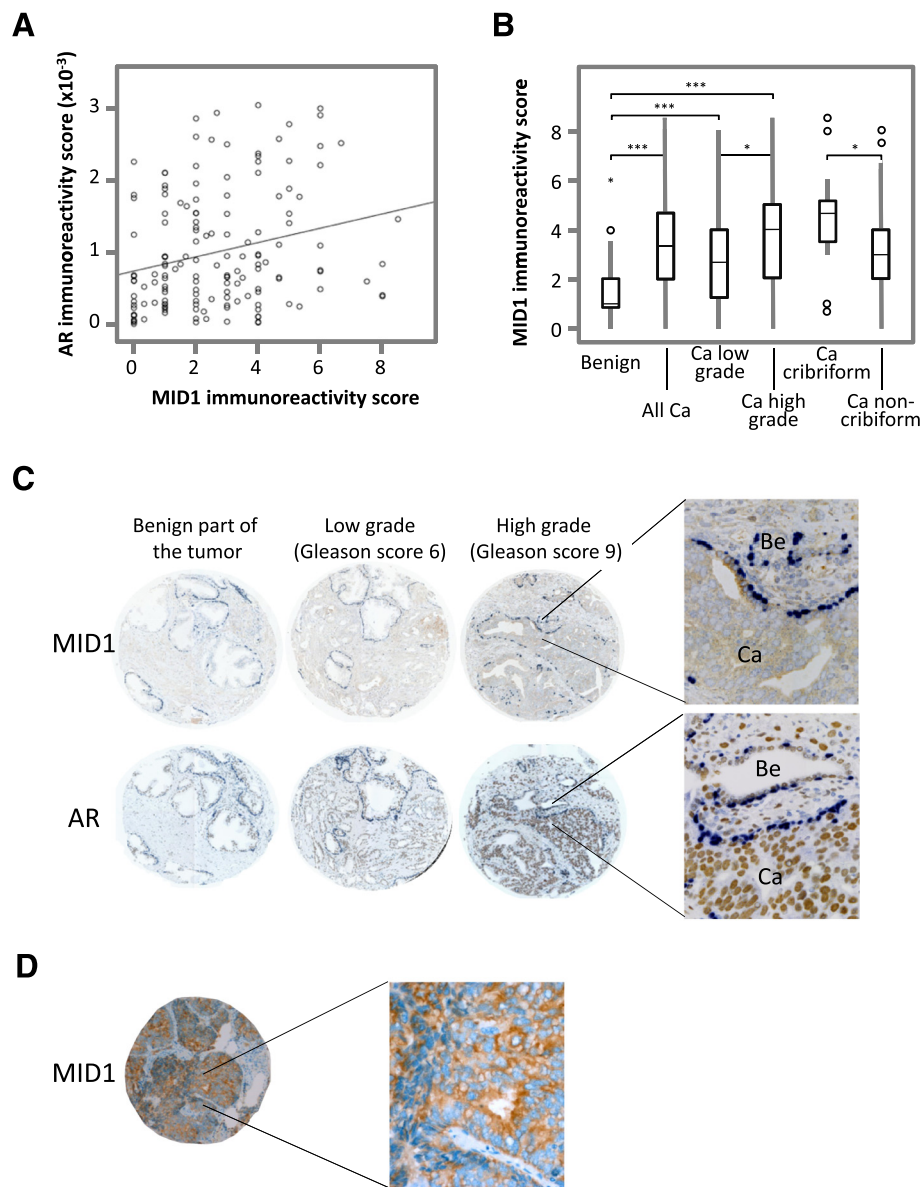 A
AR immunoreactivity score (x10⁻³)
3
2
1
0
0 2 4 6 8
MID1 immunoreactivity score
B
MID1 immunoreactivity score
8
6
4
2
0
***
***
*** * *
*
Benign
Ca low
grade
Ca
cribriform
All Ca
Ca high
grade
Ca non-
cribiform
C
Benign part of
the tumor
Low grade
(Gleason score 6)
High grade
(Gleason score 9)
MID1
Be
Ca
AR
Be
Ca
D
MID1